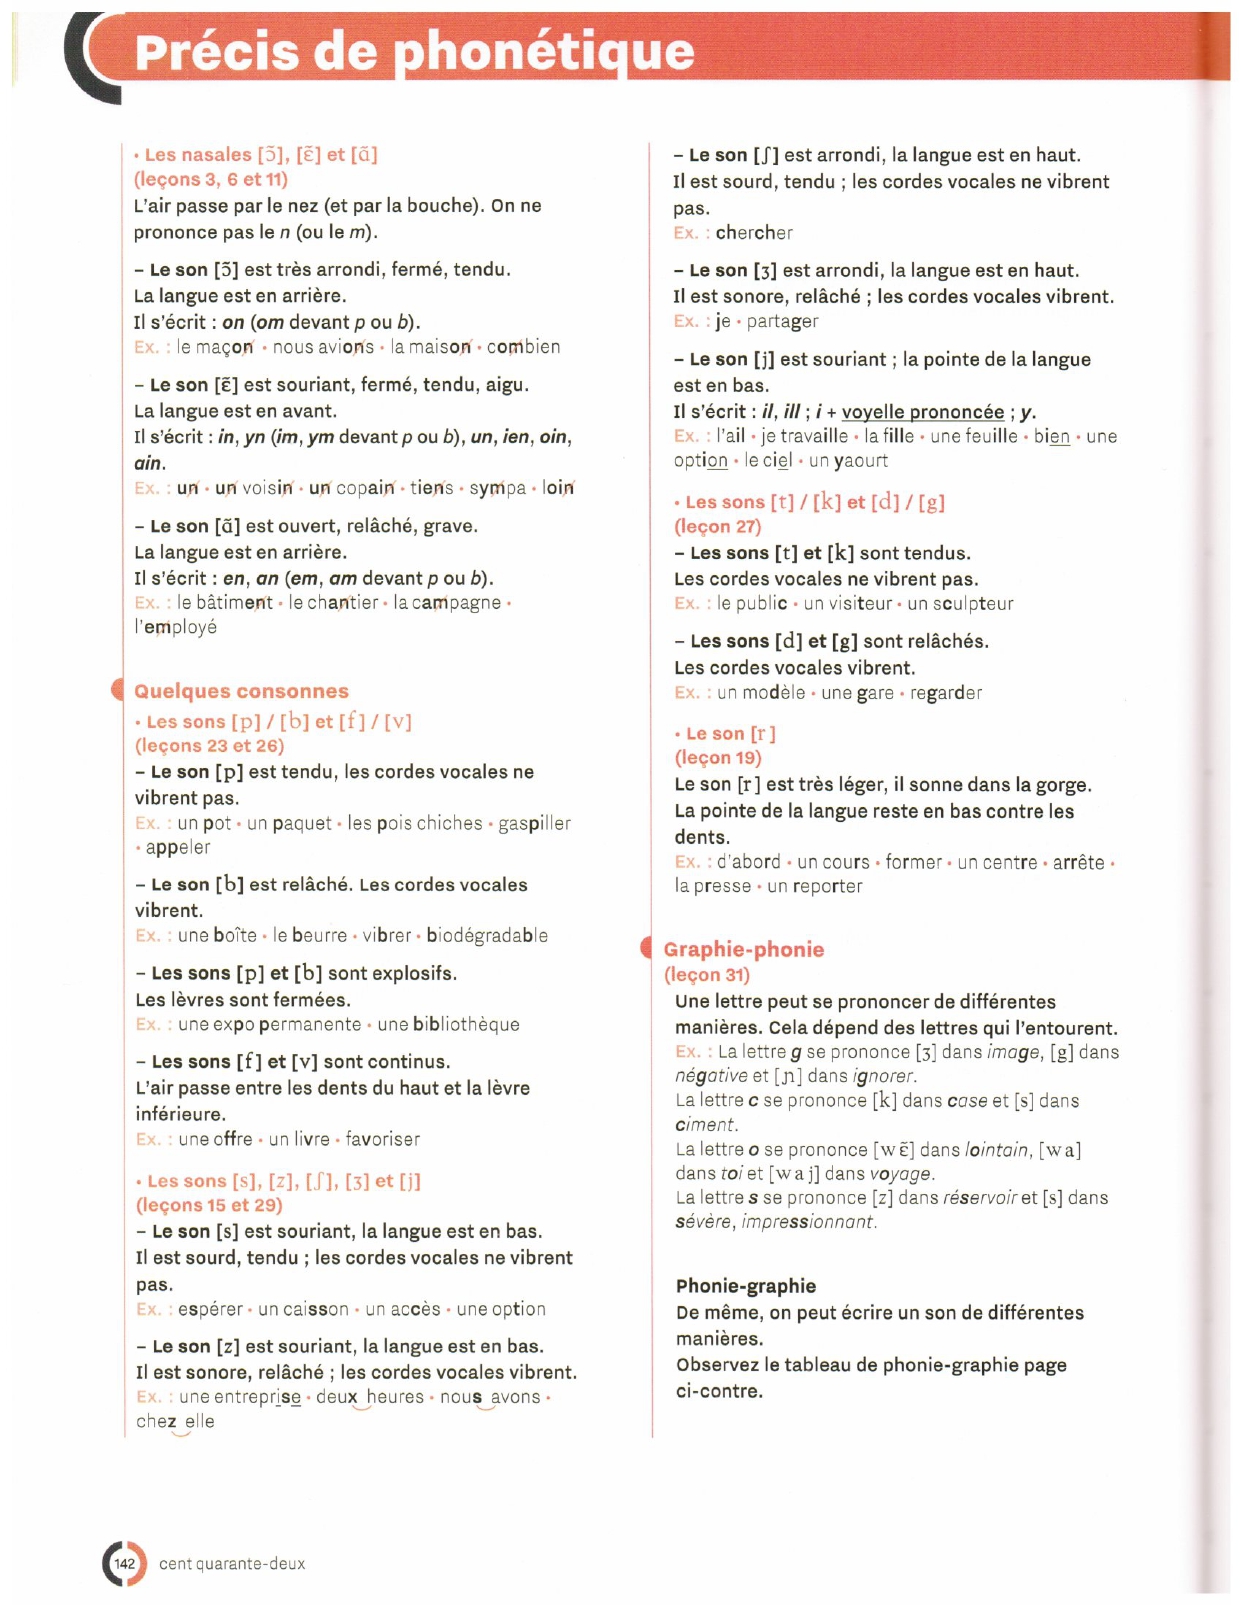 Précis de phonétique
• Les nasales [ɔ̃], [ɛ̃] et [ɑ̃]
(leçons 3, 6 et 11)
L'air passe par le nez (et par la bouche). On ne
prononce pas le n (ou le m).
– Le son [ɔ̃] est très arrondi, fermé, tendu.
La langue est en arrière.
Il s'écrit : on (om devant p ou b).
Ex. : le maçon • nous avions • la maison • combien
– Le son [ɛ̃] est souriant, fermé, tendu, aigu.
La langue est en avant.
Il s'écrit : in, yn (im, ym devant p ou b), un, ien, oin,
ain.
Ex. : un • un voisin • un copain • tiens • sympa • loin
– Le son [ɑ̃] est ouvert, relâché, grave.
La langue est en arrière.
Il s'écrit : en, an (em, am devant p ou b).
Ex. : le bâtiment • le chantier • la campagne •
l'employé
Quelques consonnes
• Les sons [p] / [b] et [f] / [v]
(leçons 23 et 26)
– Le son [p] est tendu, les cordes vocales ne
vibrent pas.
Ex. : un pot • un paquet • les pois chiches • gaspiller
• appeler
– Le son [b] est relâché. Les cordes vocales
vibrent.
Ex. : une boîte • le beurre • vibrer • biodégradable
– Les sons [p] et [b] sont explosifs.
Les lèvres sont fermées.
Ex. : une expo permanente • une bibliothèque
– Les sons [f] et [v] sont continus.
L'air passe entre les dents du haut et la lèvre
inférieure.
Ex. : une offre • un livre • favoriser
• Les sons [s], [z], [ʃ], [ʒ] et [j]
(leçons 15 et 29)
– Le son [s] est souriant, la langue est en bas.
Il est sourd, tendu ; les cordes vocales ne vibrent
pas.
Ex. : espérer • un caisson • un accès • une option
– Le son [z] est souriant, la langue est en bas.
Il est sonore, relâché ; les cordes vocales vibrent.
Ex. : une entreprise • deux heures • nous avons •
chez elle
– Le son [ʃ] est arrondi, la langue est en haut.
Il est sourd, tendu ; les cordes vocales ne vibrent
pas.
Ex. : chercher
– Le son [ʒ] est arrondi, la langue est en haut.
Il est sonore, relâché ; les cordes vocales vibrent.
Ex. : je • partager
– Le son [j] est souriant ; la pointe de la langue
est en bas.
Il s'écrit : il, ill ; i + voyelle prononcée ; y.
Ex. : l'ail • je travaille • la fille • une feuille • bien • une
option • le ciel • un yaourt
• Les sons [t] / [k] et [d] / [g]
(leçon 27)
– Les sons [t] et [k] sont tendus.
Les cordes vocales ne vibrent pas.
Ex. : le public • un visiteur • un sculpteur
– Les sons [d] et [g] sont relâchés.
Les cordes vocales vibrent.
Ex. : un modèle • une gare • regarder
• Le son [r]
(leçon 19)
Le son [r] est très léger, il sonne dans la gorge.
La pointe de la langue reste en bas contre les
dents.
Ex. : d'abord • un cours • former • un centre • arrête •
la presse • un reporter
Graphie-phonie
(leçon 31)
Une lettre peut se prononcer de différentes
manières. Cela dépend des lettres qui l'entourent.
Ex. : La lettre g se prononce [ʒ] dans image, [g] dans
négative et [ɲ] dans ignorer.
La lettre c se prononce [k] dans case et [s] dans
ciment.
La lettre o se prononce [w ɛ̃] dans lointain, [w a]
dans toi et [w a j] dans voyage.
La lettre s se prononce [z] dans réservoir et [s] dans
sévère, impressionnant.
Phonie-graphie
De même, on peut écrire un son de différentes
manières.
Observez le tableau de phonie-graphie page
ci-contre.
142 cent quarante-deux